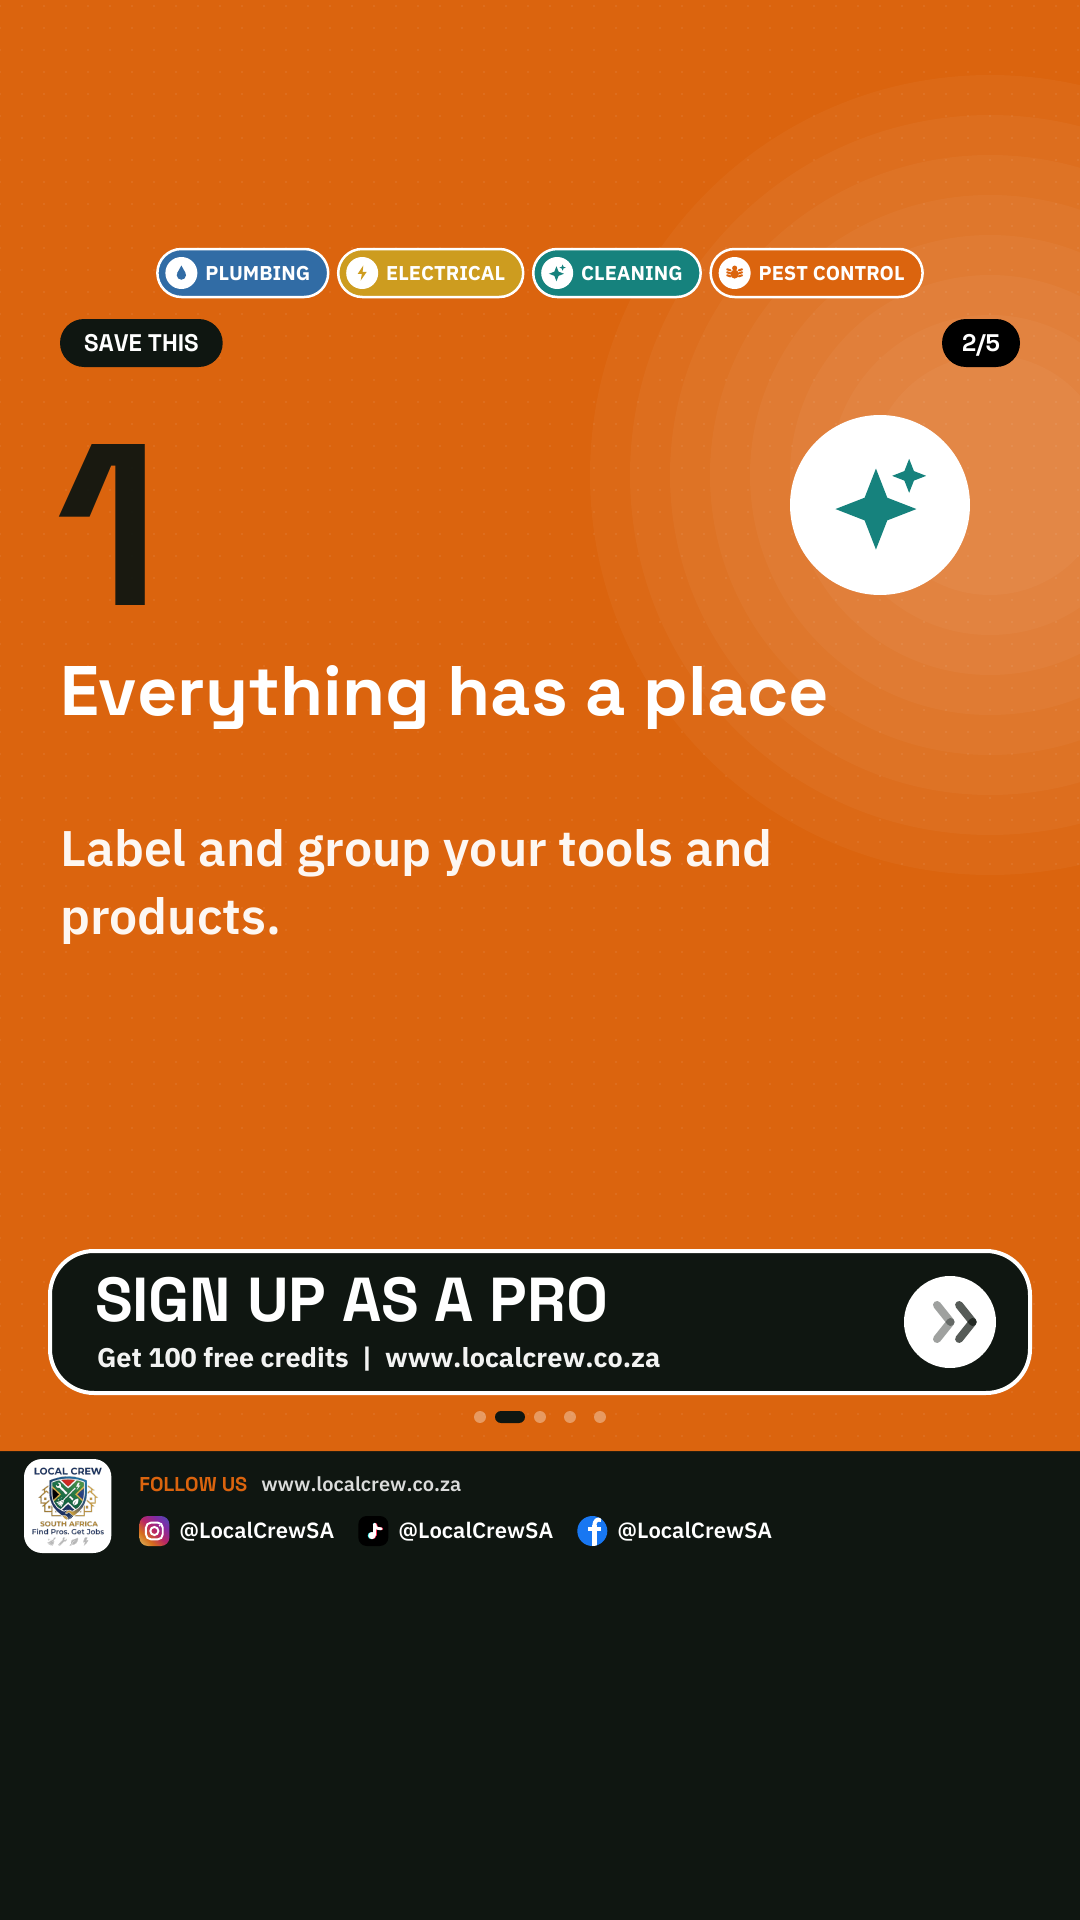 PLUMBING ELECTRICAL CLEANING PEST CONTROL
SAVE THIS 2/5
1
Everything has a place
Label and group your tools and
products.
SIGN UP AS A PRO
Get 100 free credits | www.localcrew.co.za
LOCAL CREW
SOUTH AFRICA
Find Pros. Get Jobs
FOLLOW US www.localcrew.co.za
@LocalCrewSA @LocalCrewSA @LocalCrewSA